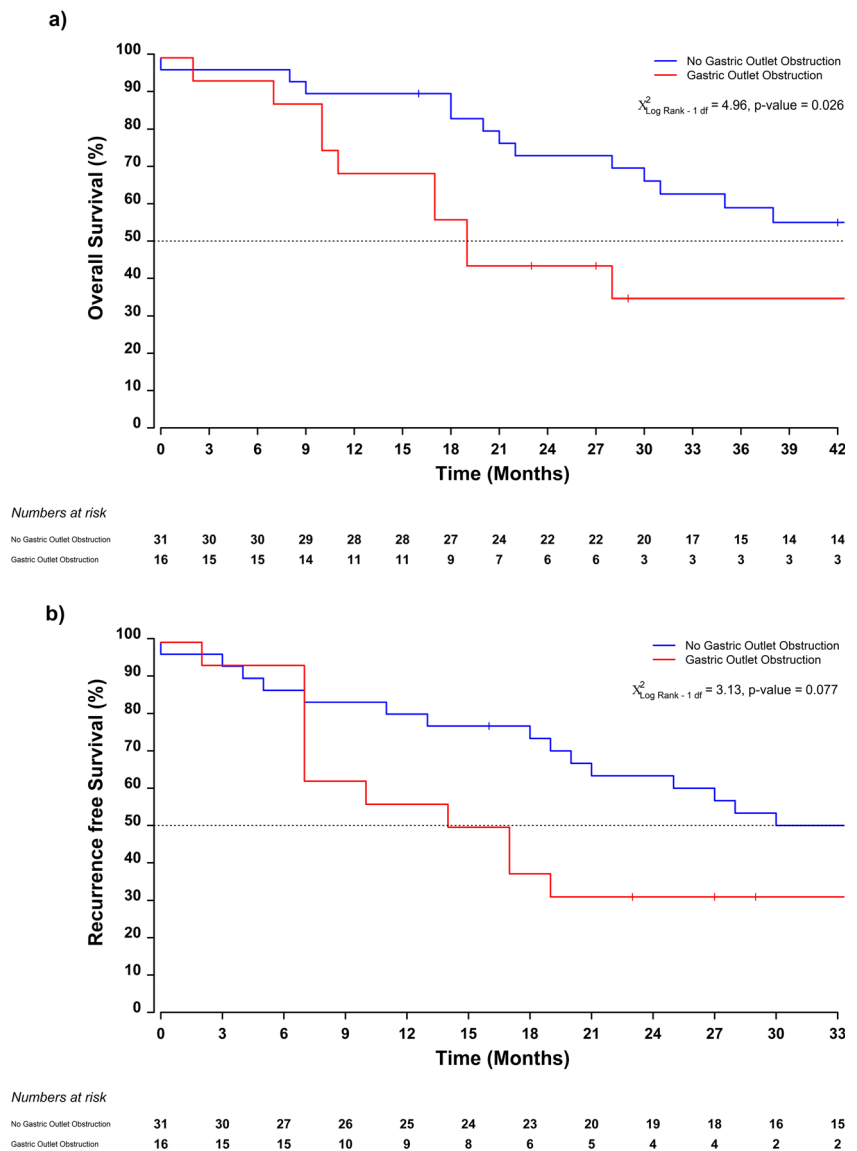 a)
100
90
80
70
60
50
40
30
20
10
0
Overall Survival (%)
No Gastric Outlet Obstruction
Gastric Outlet Obstruction
X²Log Rank - 1 df = 4.96, p-value = 0.026
0 3 6 9 12 15 18 21 24 27 30 33 36 39 42
Time (Months)
Numbers at risk
No Gastric Outlet Obstruction 31 30 30 29 28 28 27 24 22 22 20 17 15 14 14
Gastric Outlet Obstruction 16 15 15 14 11 11 9 7 6 6 3 3 3 3 3
b)
100
90
80
70
60
50
40
30
20
10
0
Recurrence free Survival (%)
No Gastric Outlet Obstruction
Gastric Outlet Obstruction
X²Log Rank - 1 df = 3.13, p-value = 0.077
0 3 6 9 12 15 18 21 24 27 30 33
Time (Months)
Numbers at risk
No Gastric Outlet Obstruction 31 30 27 26 25 24 23 20 19 18 16 15
Gastric Outlet Obstruction 16 15 15 10 9 8 6 5 4 4 2 2